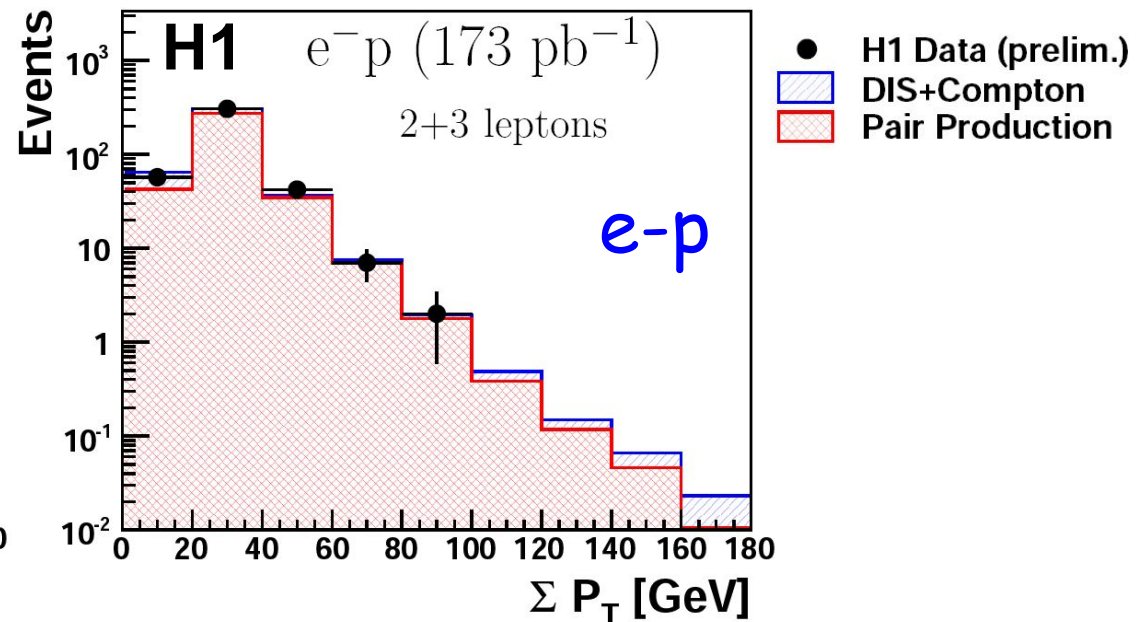 Events
H1
e⁻p (173 pb⁻¹)
2+3 leptons
e-p
H1 Data (prelim.)
DIS+Compton
Pair Production
10³
10²
10
1
10⁻¹
10⁻²
0
0 20 40 60 80 100 120 140 160 180
Σ P_T [GeV]